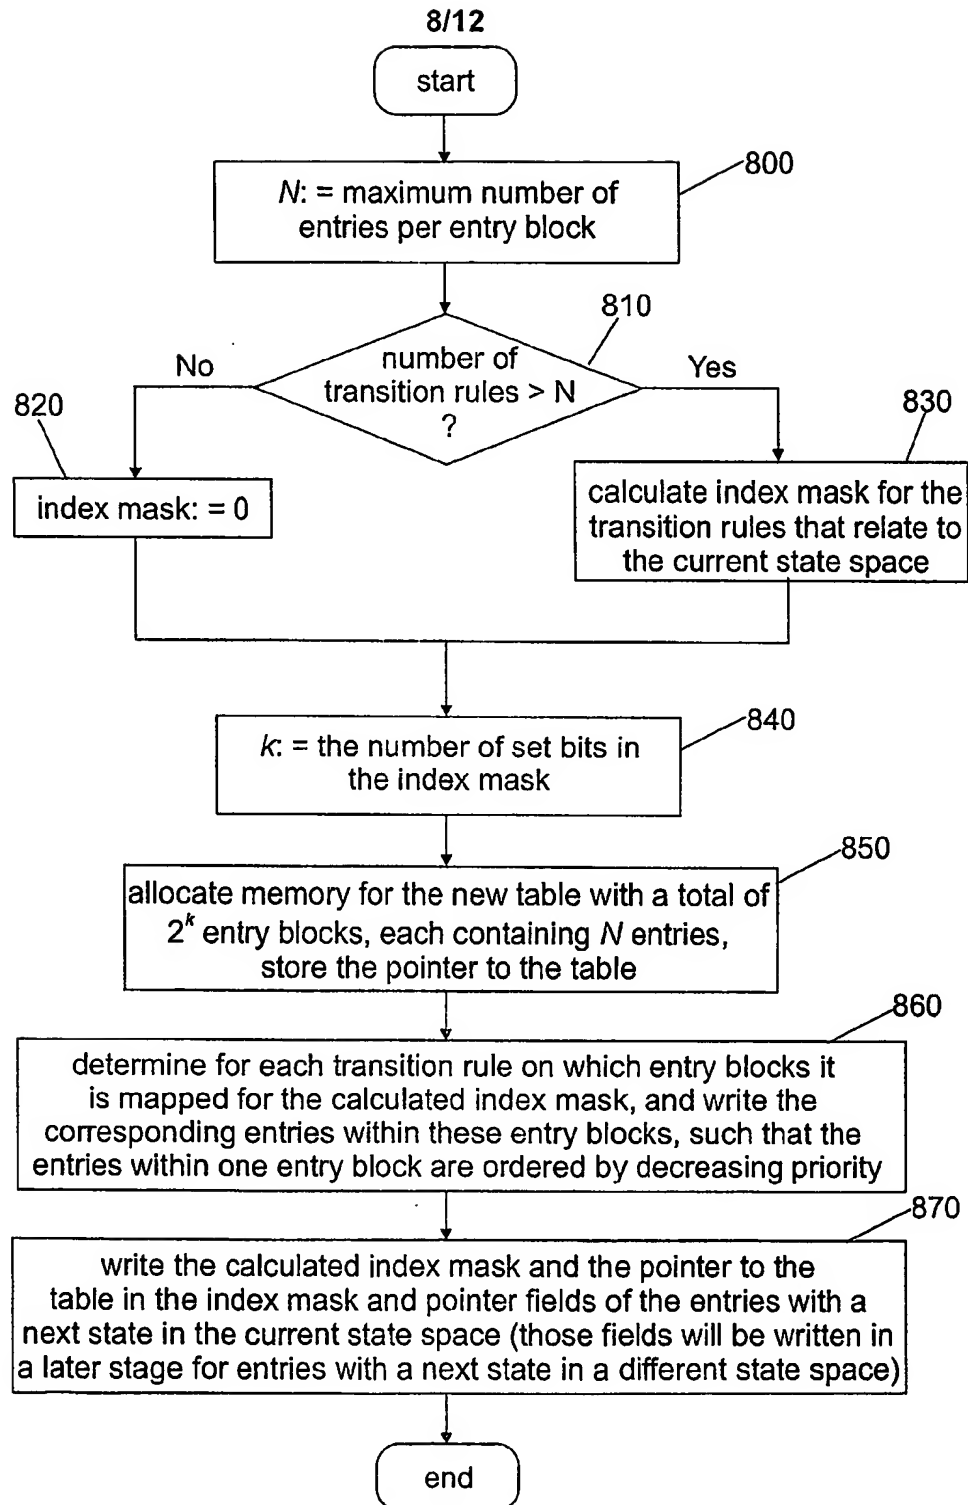 8/12
start
800
N: = maximum number of
entries per entry block
810
number of
transition rules > N
?
No
Yes
820
830
index mask: = 0
calculate index mask for the
transition rules that relate to
the current state space
840
k: = the number of set bits in
the index mask
850
allocate memory for the new table with a total of
2^k entry blocks, each containing N entries,
store the pointer to the table
860
determine for each transition rule on which entry blocks it
is mapped for the calculated index mask, and write the
corresponding entries within these entry blocks, such that the
entries within one entry block are ordered by decreasing priority
870
write the calculated index mask and the pointer to the
table in the index mask and pointer fields of the entries with a
next state in the current state space (those fields will be written in
a later stage for entries with a next state in a different state space)
end